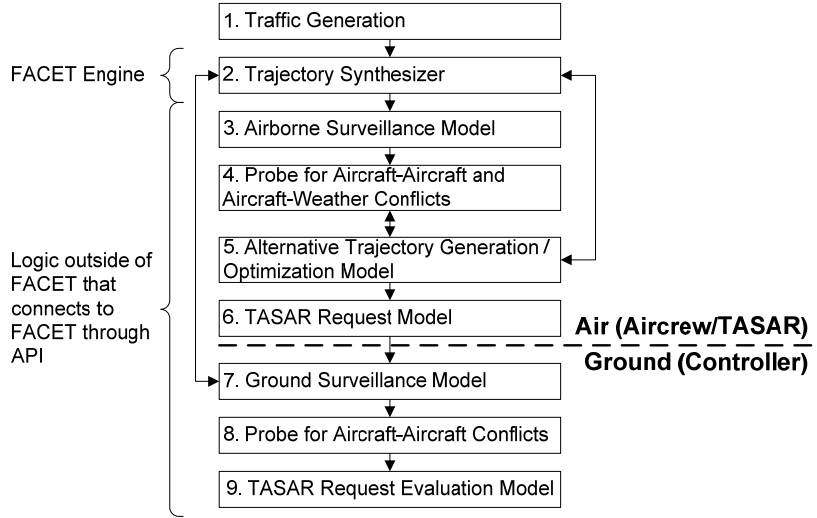 1. Traffic Generation
FACET Engine
2. Trajectory Synthesizer
3. Airborne Surveillance Model
4. Probe for Aircraft-Aircraft and
Aircraft-Weather Conflicts
5. Alternative Trajectory Generation /
Optimization Model
Logic outside of
FACET that
connects to
FACET through
API
6. TASAR Request Model
Air (Aircrew/TASAR)
Ground (Controller)
7. Ground Surveillance Model
8. Probe for Aircraft-Aircraft Conflicts
9. TASAR Request Evaluation Model